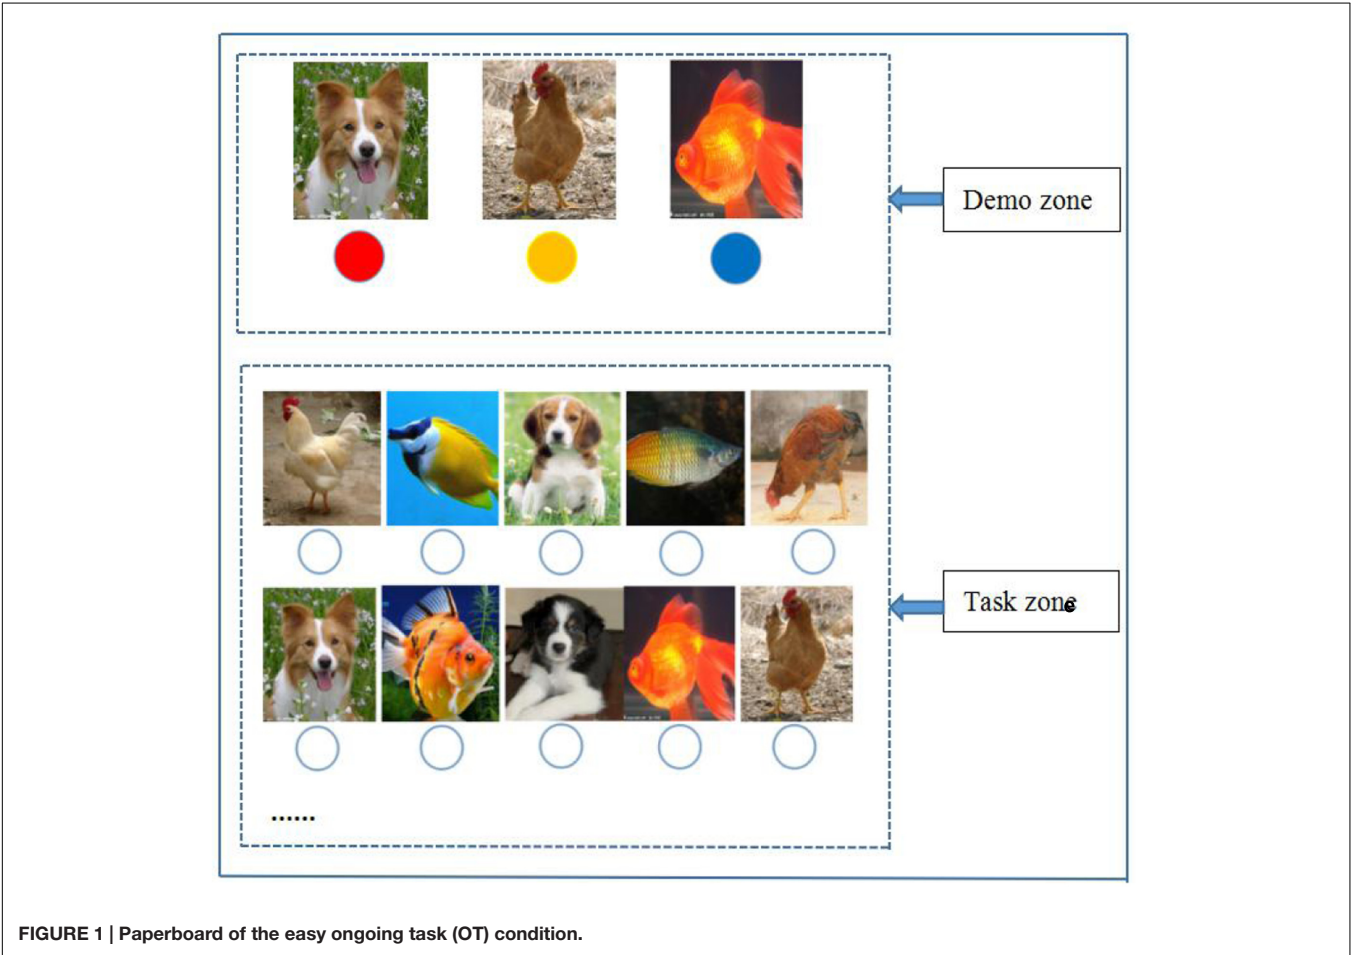 Demo zone
Task zone
......
FIGURE 1 | Paperboard of the easy ongoing task (OT) condition.